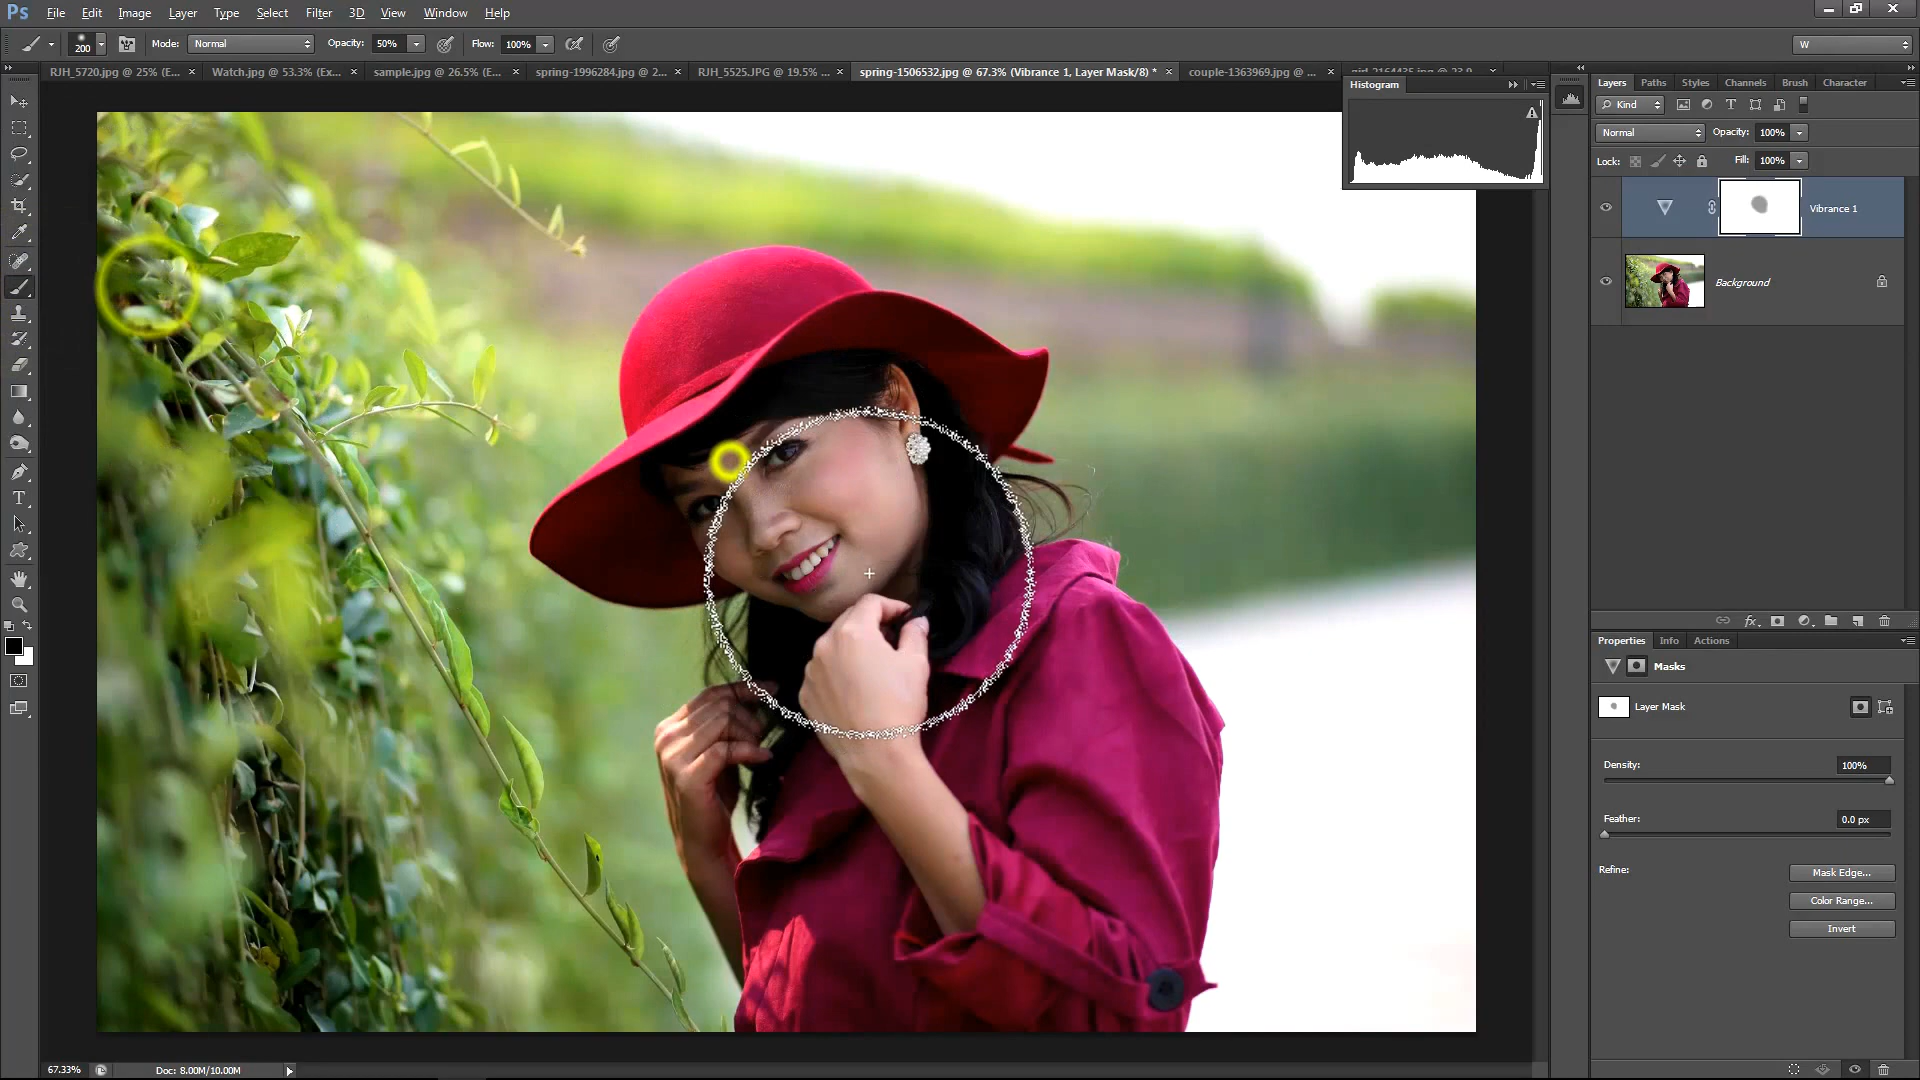 Ps File Edit Image Layer Type Select Filter 3D View Window Help
200 Mode: Normal Opacity: 50% Flow: 100% W
RJH_5720.jpg @ 25% (E... × Watch.jpg @ 53.3% (Ex... × sample.jpg @ 26.5% (E... × spring-1996284.jpg @ 2... × RJH_5525.JPG @ 19.5% ... × spring-1506532.jpg @ 67.3% (Vibrance 1, Layer Mask/8) * × couple-1363969.jpg @ ... ×
Histogram
Layers Paths Styles Channels Brush Character
Kind
Normal Opacity: 100%
Lock: Fill: 100%
Vibrance 1
Background
Properties Info Actions
Masks
Layer Mask
Density: 100%
Feather: 0.0 px
Refine: Mask Edge...
Color Range...
Invert
67.33% Doc: 8.00M/10.00M